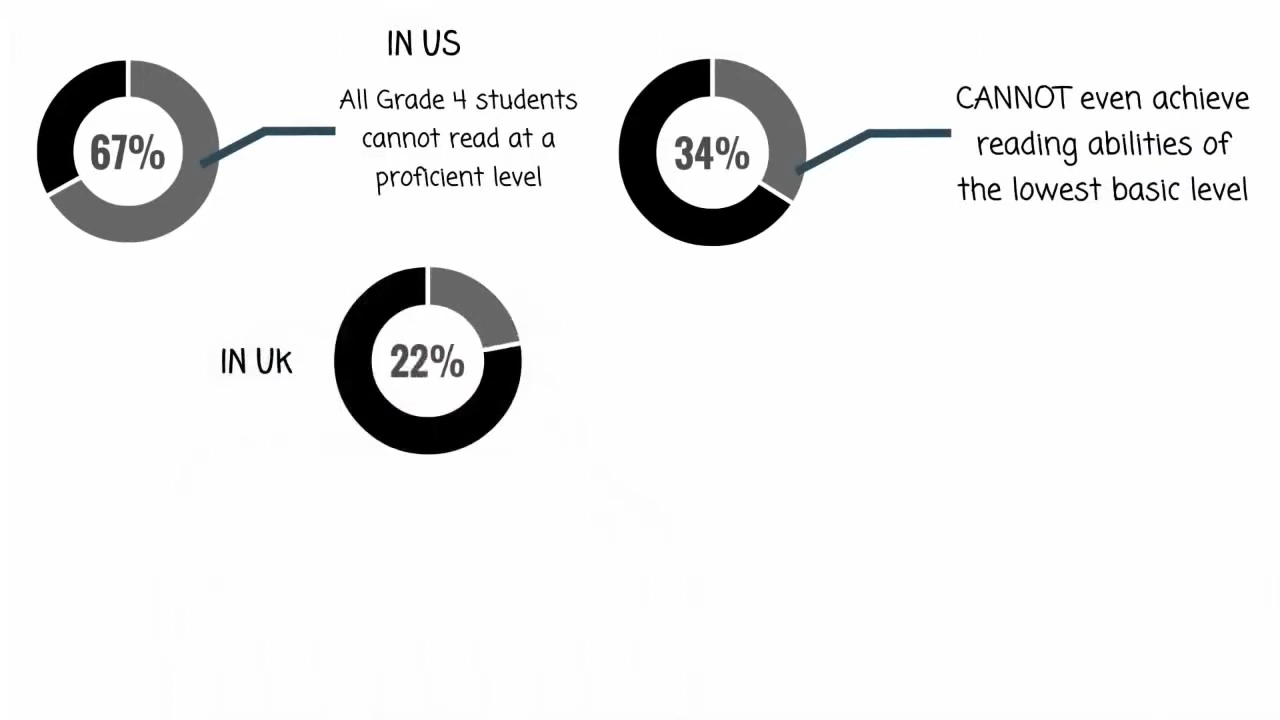 IN US
67%
All Grade 4 students
cannot read at a
proficient level
34%
CANNOT even achieve
reading abilities of
the lowest basic level
IN UK
22%